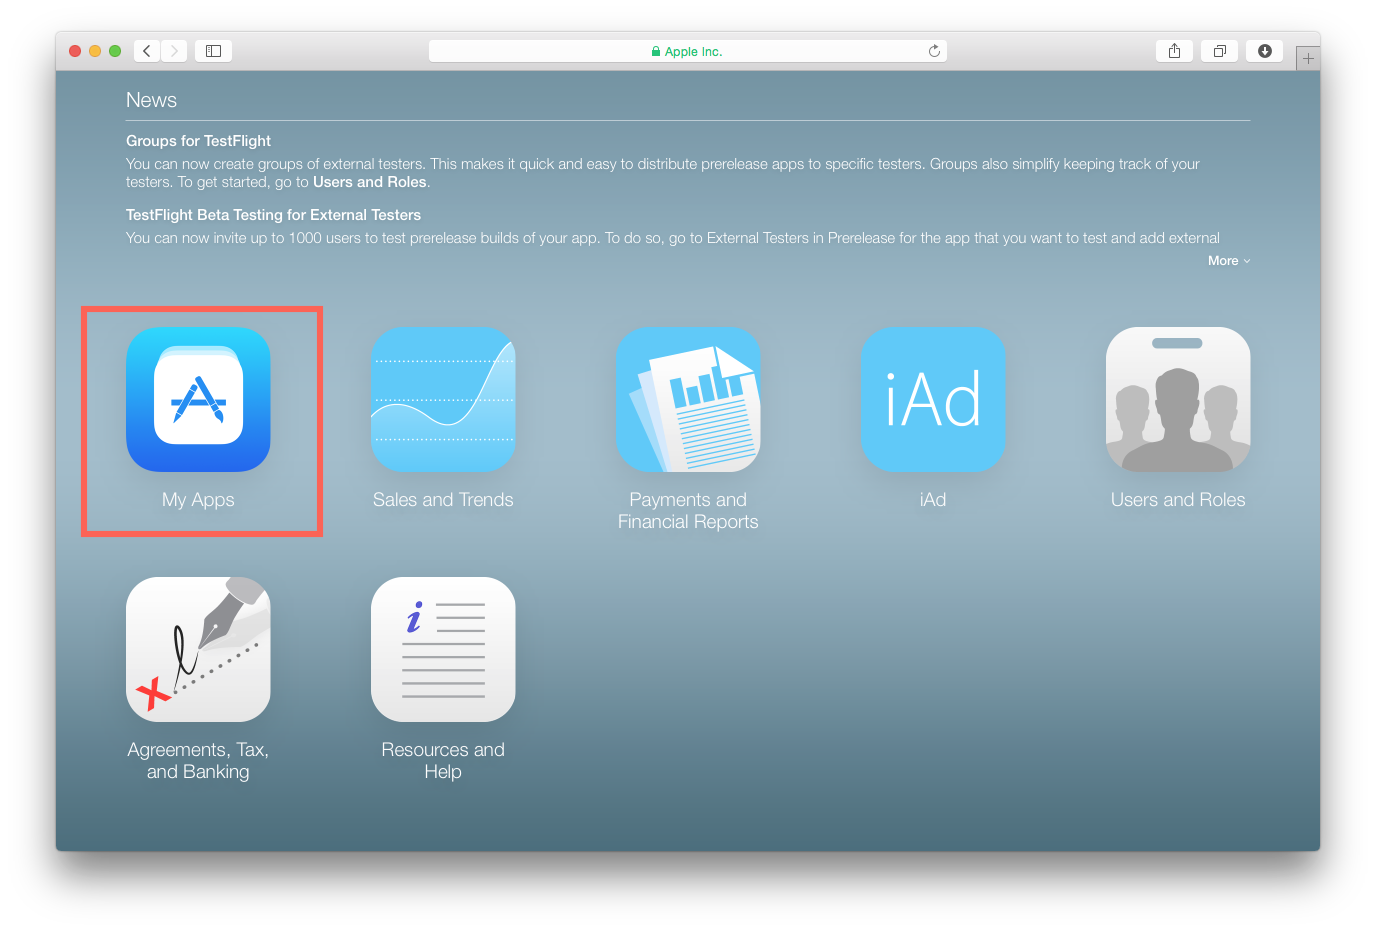 Apple Inc.
News
Groups for TestFlight
You can now create groups of external testers. This makes it quick and easy to distribute prerelease apps to specific testers. Groups also simplify keeping track of your
testers. To get started, go to Users and Roles.
TestFlight Beta Testing for External Testers
You can now invite up to 1000 users to test prerelease builds of your app. To do so, go to External Testers in Prerelease for the app that you want to test and add external
More
iAd
My Apps
Sales and Trends
Payments and
Financial Reports
iAd
Users and Roles
Agreements, Tax,
and Banking
Resources and
Help